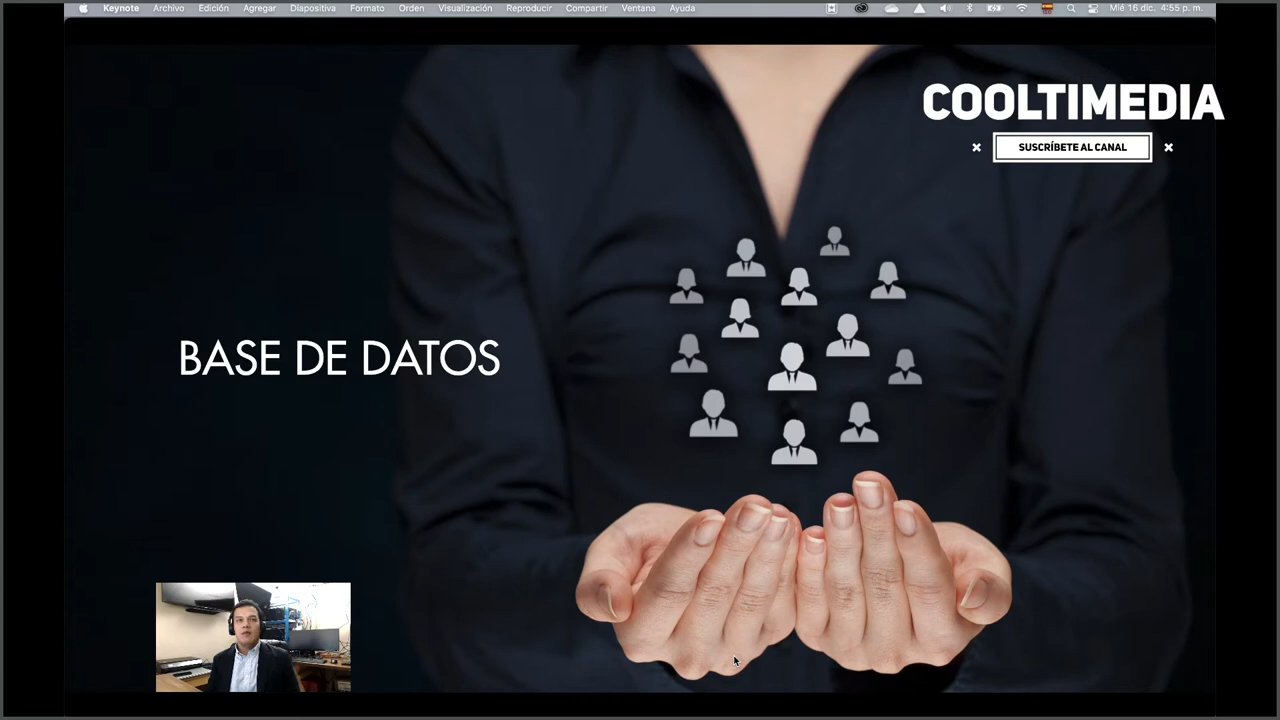 Keynote Archivo Edición Agregar Diapositiva Formato Orden Visualización Reproducir Compartir Ventana Ayuda Mié 16 dic. 4:55 p. m.
COOLTIMEDIA
SUSCRÍBETE AL CANAL
BASE DE DATOS